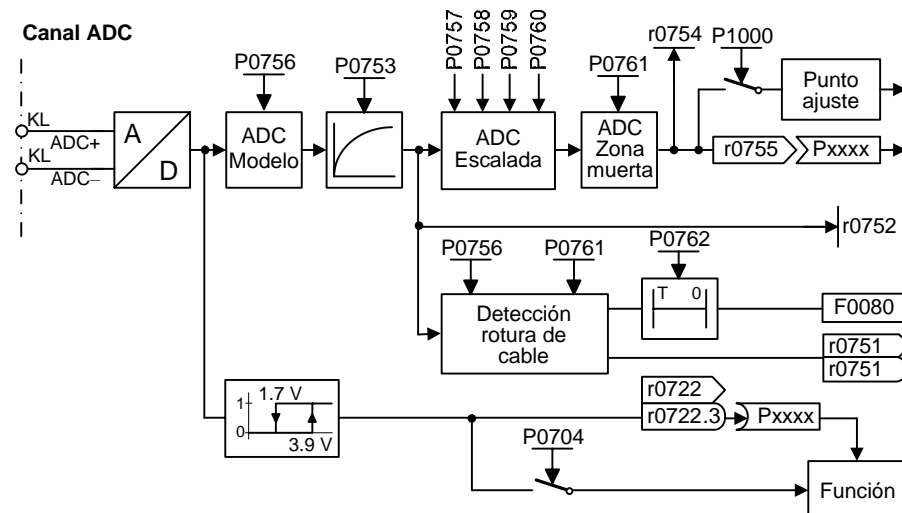 Canal ADC
KL
ADC+
KL
ADC−
A
D
P0756
ADC
Modelo
P0753
P0757
P0758
P0759
P0760
ADC
Escalada
P0761
ADC
Zona
muerta
r0754
P1000
Punto
ajuste
r0755
Pxxxx
r0752
P0756
P0761
Detección
rotura de
cable
P0762
T 0
F0080
r0751
r0751
1.7 V
1
0
3.9 V
r0722
r0722.3
Pxxxx
P0704
Función